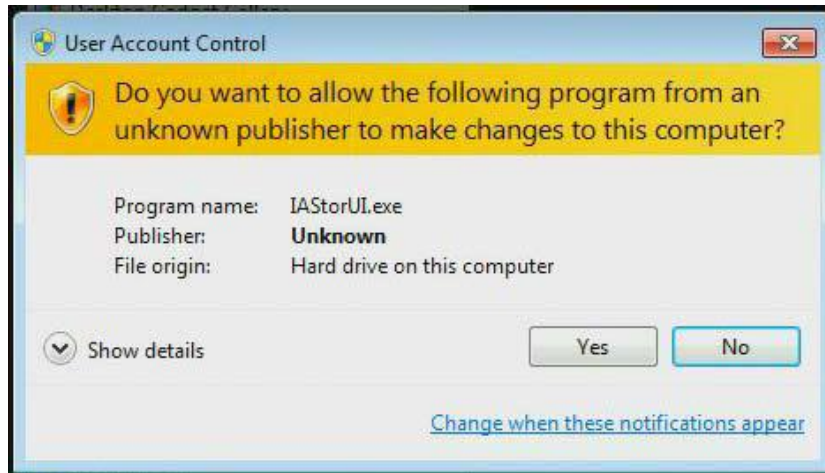 User Account Control
Do you want to allow the following program from an
unknown publisher to make changes to this computer?
Program name: IAStorUI.exe
Publisher: Unknown
File origin: Hard drive on this computer
Show details
Yes
No
Change when these notifications appear